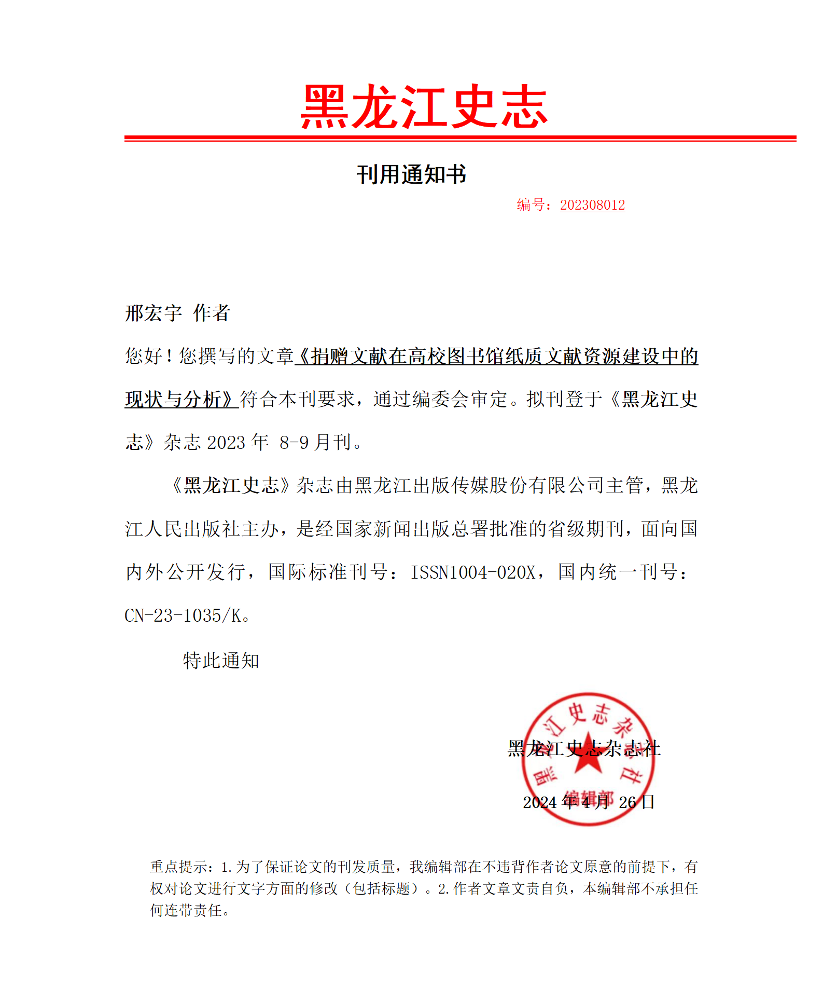 黑龙江史志
刊用通知书
编号：202308012
邢宏宇 作者
您好！您撰写的文章《捐赠文献在高校图书馆纸质文献资源建设中的
现状与分析》符合本刊要求，通过编委会审定。拟刊登于《黑龙江史
志》杂志 2023 年 8-9 月刊。
《黑龙江史志》杂志由黑龙江出版传媒股份有限公司主管，黑龙
江人民出版社主办，是经国家新闻出版总署批准的省级期刊，面向国
内外公开发行，国际标准刊号：ISSN1004-020X，国内统一刊号：
CN-23-1035/K。
特此通知
黑龙江史志杂志社
黑龙江史志杂志社
编辑部
2024 年 4 月 26 日
重点提示：1.为了保证论文的刊发质量，我编辑部在不违背作者论文原意的前提下，有
权对论文进行文字方面的修改（包括标题）。2.作者文章文责自负，本编辑部不承担任
何连带责任。